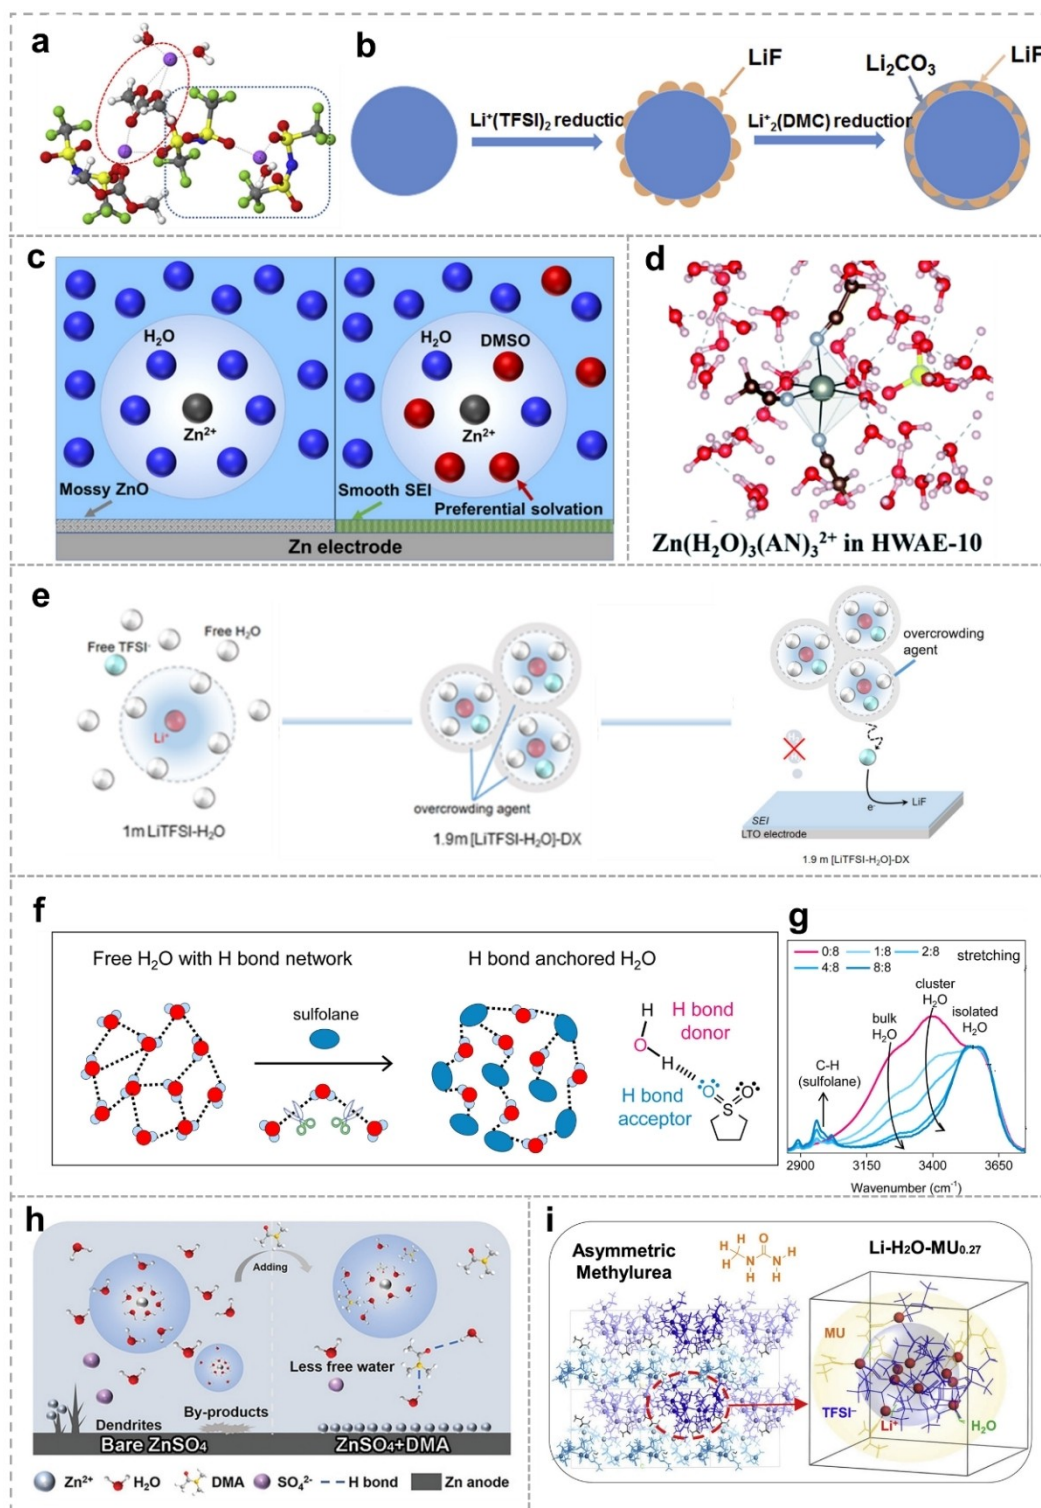 a
b
LiF
Li₂CO₃
LiF
Li⁺(TFSI)₂ reductio
Li⁺₂(DMC) reduction
c
H₂O
Zn²⁺
Mossy ZnO
H₂O
DMSO
Zn²⁺
Smooth SEI
Preferential solvation
Zn electrode
d
Zn(H₂O)₃(AN)₃²⁺ in HWAE-10
e
Free TFSI⁻
Free H₂O
Li⁺
1m LiTFSI-H₂O
overcrowding agent
1.9m [LiTFSI-H₂O]-DX
overcrowding
agent
e⁻
LiF
SEI
LTO electrode
1.9 m [LiTFSI-H₂O]-DX
f
Free H₂O with H bond network
sulfolane
H bond anchored H₂O
H
O
H
H bond
donor
H bond
acceptor
O
S
O
g
0:8
1:8
2:8
4:8
8:8
stretching
cluster
H₂O
bulk
H₂O
isolated
H₂O
C-H
(sulfolane)
2900
3150
3400
3650
Wavenumber (cm⁻¹)
h
Adding
Less free water
Dendrites
By-products
Bare ZnSO₄
ZnSO₄+DMA
Zn²⁺
H₂O
DMA
SO₄²⁻
H bond
Zn anode
i
Asymmetric
Methylurea
H
O
H
H
N
N
H
H
H
Li-H₂O-MU₀.₂₇
MU
TFSI⁻
Li⁺
H₂O